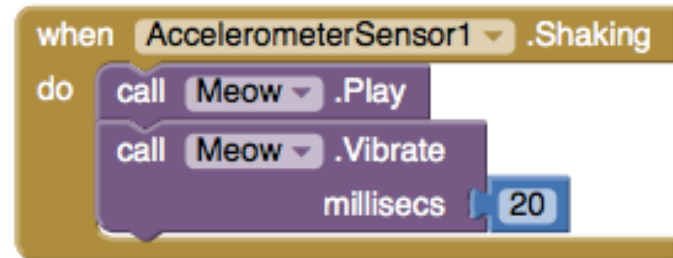 when AccelerometerSensor1 .Shaking
do call Meow .Play
call Meow .Vibrate
millisecs 20